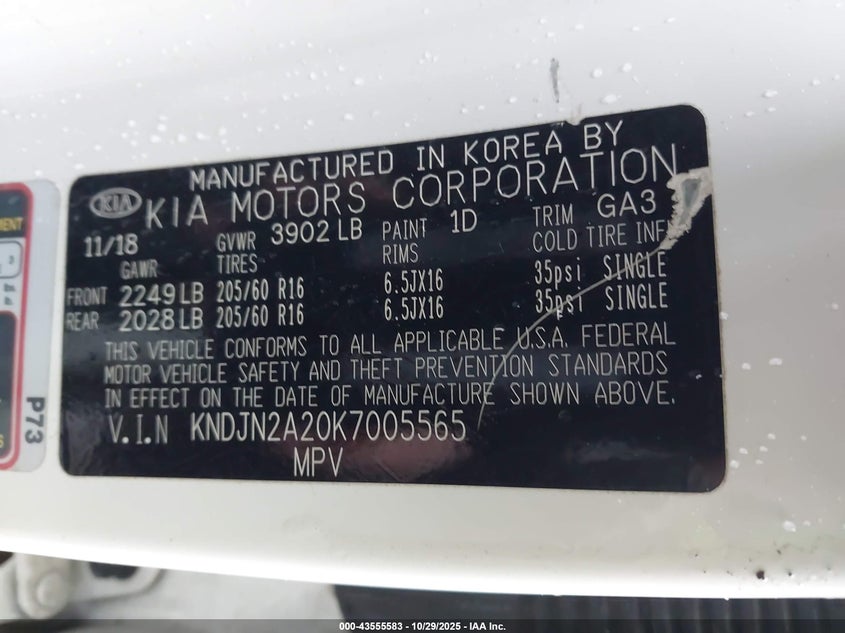 MANUFACTURED IN KOREA BY
KIA KIA MOTORS CORPORATION
11/18 GVWR 3902 LB PAINT 1D TRIM GA3
GAWR TIRES RIMS COLD TIRE INF
FRONT 2249 LB 205/60 R16 6.5JX16 35psi SINGLE
REAR 2028 LB 205/60 R16 6.5JX16 35psi SINGLE
THIS VEHICLE CONFORMS TO ALL APPLICABLE U.S.A. FEDERAL
MOTOR VEHICLE SAFETY AND THEFT PREVENTION STANDARDS
IN EFFECT ON THE DATE OF MANUFACTURE SHOWN ABOVE.
V.I.N KNDJN2A20K7005565
MPV
P73
000-43555583 - 10/29/2025 - IAA Inc.